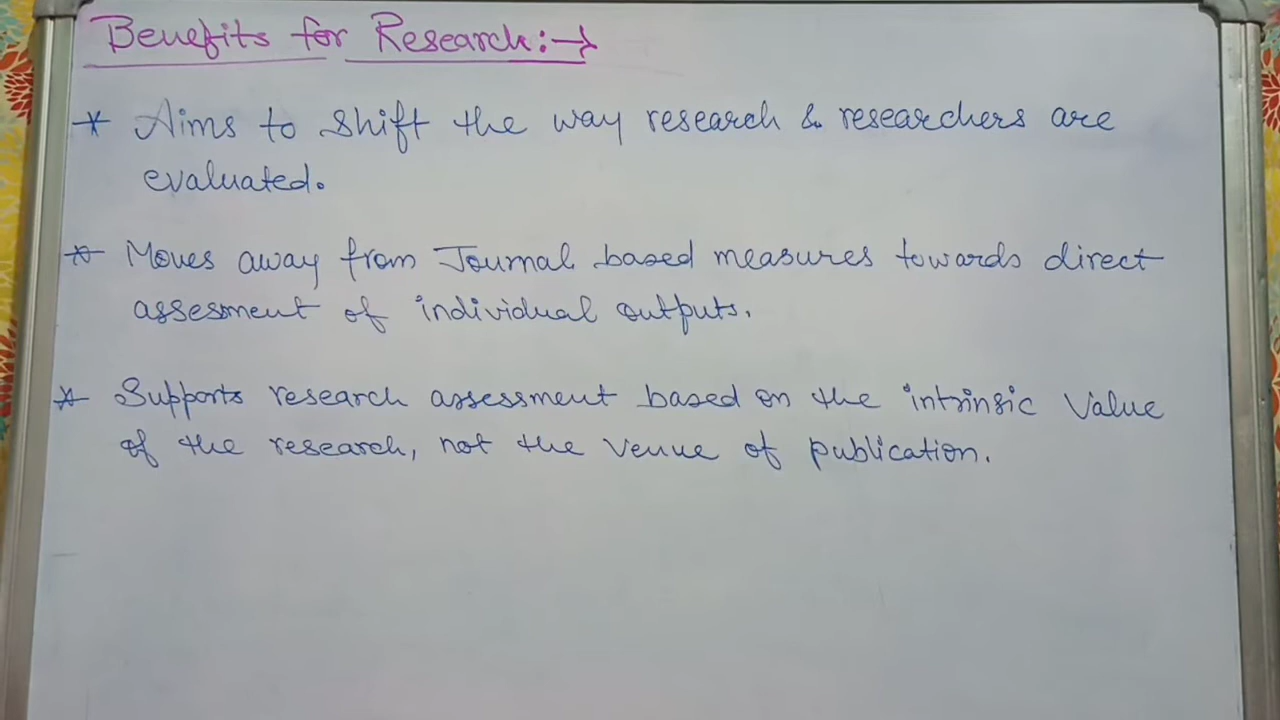 Benefits for Research:→
* Aims to shift the way research & researchers are
evaluated.
* Moves away from Journal based measures towards direct
assesment of individual outputs.
* Supports research assessment based on the intrinsic Value
of the research, not the Venue of publication.